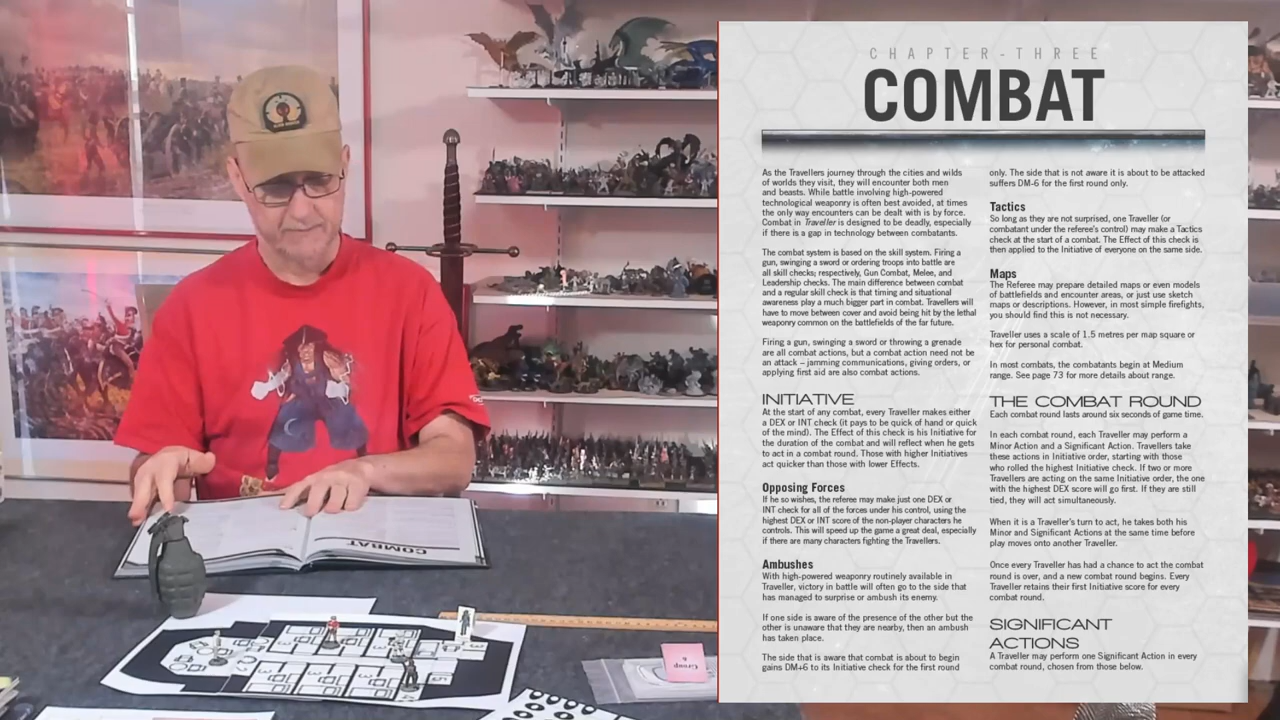 CHAPTER-THREE
COMBAT
As the Travellers journey through the cities and wilds
of worlds they visit, they will encounter both men
and beasts. While battle involving high-powered
technological weaponry is often best avoided, at times
the only way encounters can be dealt with is by force.
Combat in Traveller is designed to be deadly, especially
if there is a gap in technology between combatants.
The combat system is based on the skill system. Firing a
gun, swinging a sword or ordering troops into battle are
all skill checks; respectively, Gun Combat, Melee, and
Leadership checks. The main difference between combat
and a regular skill check is that timing and situational
awareness play a much bigger part in combat. Travellers will
have to move between cover and avoid being hit by the lethal
weaponry common on the battlefields of the far future.
Firing a gun, swinging a sword or throwing a grenade
are all combat actions, but a combat action need not be
an attack – jamming communications, giving orders, or
applying first aid are also combat actions.
INITIATIVE
At the start of any combat, every Traveller makes either
a DEX or INT check (it pays to be quick of hand or quick
of the mind). The Effect of this check is his Initiative for
the duration of the combat and will reflect when he gets
to act in a combat round. Those with higher Initiatives
act quicker than those with lower Effects.
Opposing Forces
If he so wishes, the referee may make just one DEX or
INT check for all of the forces under his control, using the
highest DEX or INT score of the non-player characters he
controls. This will speed up the game a great deal, especially
if there are many characters fighting the Travellers.
Ambushes
With high-powered weaponry routinely available in
Traveller, victory in battle will often go to the side that
has managed to surprise or ambush its enemy.
If one side is aware of the presence of the other but the
other is unaware that they are nearby, then an ambush
has taken place.
The side that is aware that combat is about to begin
gains DM+6 to its Initiative check for the first round
only. The side that is not aware it is about to be attacked
suffers DM-6 for the first round only.
Tactics
So long as they are not surprised, one Traveller (or
combatant under the referee's control) may make a Tactics
check at the start of a combat. The Effect of this check is
then applied to the Initiative of everyone on the same side.
Maps
The Referee may prepare detailed maps or even models
of battlefields and encounter areas, or just use sketch
maps or descriptions. However, in most simple firefights,
you should find this is not necessary.
Traveller uses a scale of 1.5 metres per map square or
hex for personal combat.
In most combats, the combatants begin at Medium
range. See page 73 for more details about range.
THE COMBAT ROUND
Each combat round lasts around six seconds of game time.
In each combat round, each Traveller may perform a
Minor Action and a Significant Action. Travellers take
these actions in Initiative order, starting with those
who rolled the highest Initiative check. If two or more
Travellers are acting on the same Initiative order, the one
with the highest DEX score will go first. If they are still
tied, they will act simultaneously.
When it is a Traveller's turn to act, he takes both his
Minor and Significant Actions at the same time before
play moves onto another Traveller.
Once every Traveller has had a chance to act the combat
round is over, and a new combat round begins. Every
Traveller retains their first Initiative score for every
combat round.
SIGNIFICANT
ACTIONS
A Traveller may perform one Significant Action in every
combat round, chosen from those below.
COMBAT
Group
6